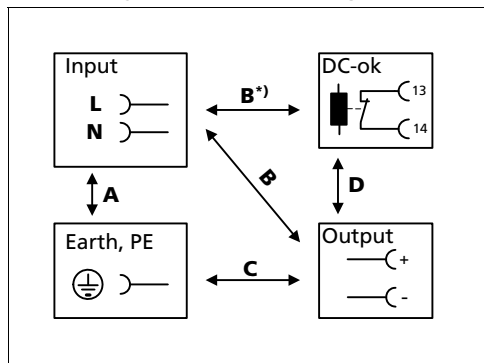 Input
L
N
B*)
DC-ok
13
14
A
B
D
Earth, PE
C
Output
+
-